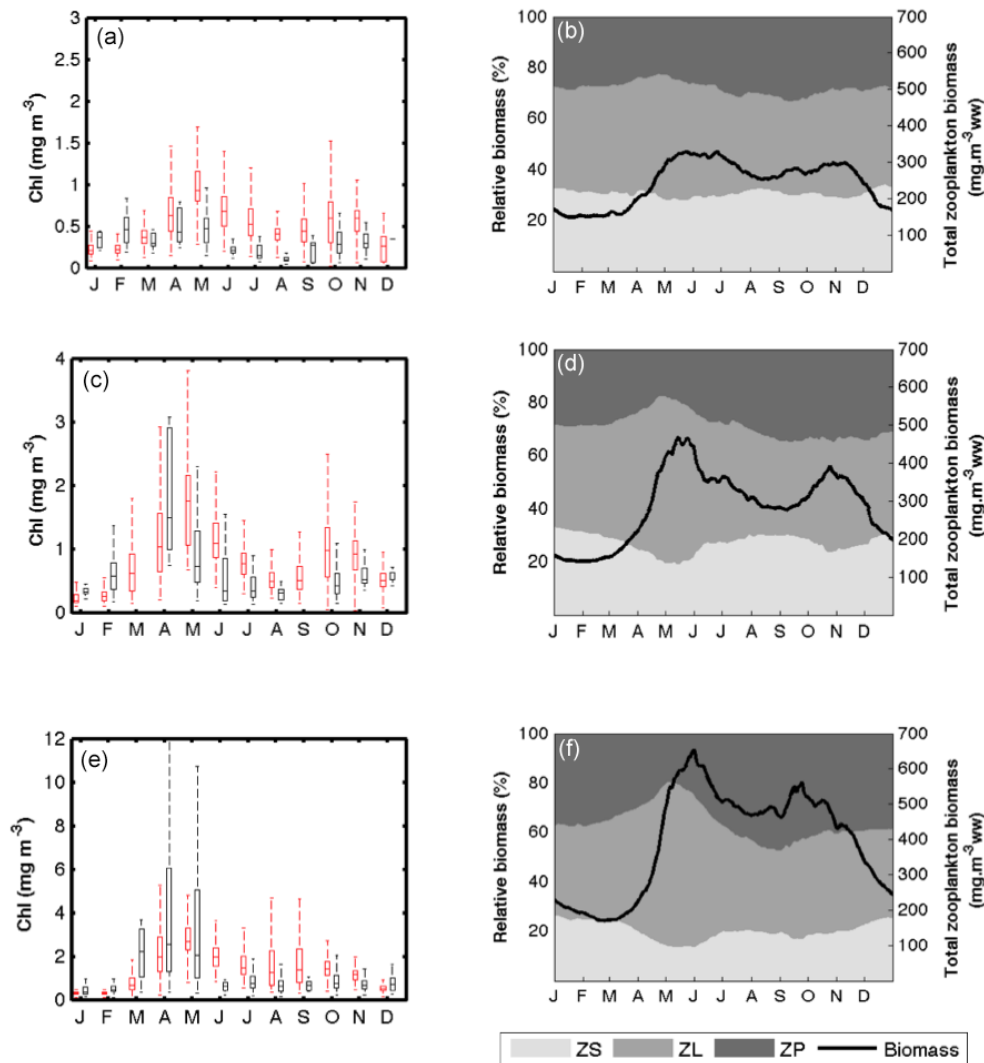 (a)
3
2.5
2
1.5
1
0.5
0
Chl (mg m⁻³)
J F M A M J J A S O N D
(b)
100
80
60
40
20
Relative biomass (%)
700
600
500
400
300
200
100
Total zooplankton biomass
(mg.m⁻³ww)
J F M A M J J A S O N D
(c)
4
3
2
1
0
Chl (mg m⁻³)
J F M A M J J A S O N D
(d)
100
80
60
40
20
Relative biomass (%)
700
600
500
400
300
200
100
Total zooplankton biomass
(mg.m⁻³ww)
J F M A M J J A S O N D
(e)
12
10
8
6
4
2
0
Chl (mg m⁻³)
J F M A M J J A S O N D
(f)
100
80
60
40
20
Relative biomass (%)
700
600
500
400
300
200
100
Total zooplankton biomass
(mg.m⁻³ww)
J F M A M J J A S O N D
ZS ZL ZP Biomass